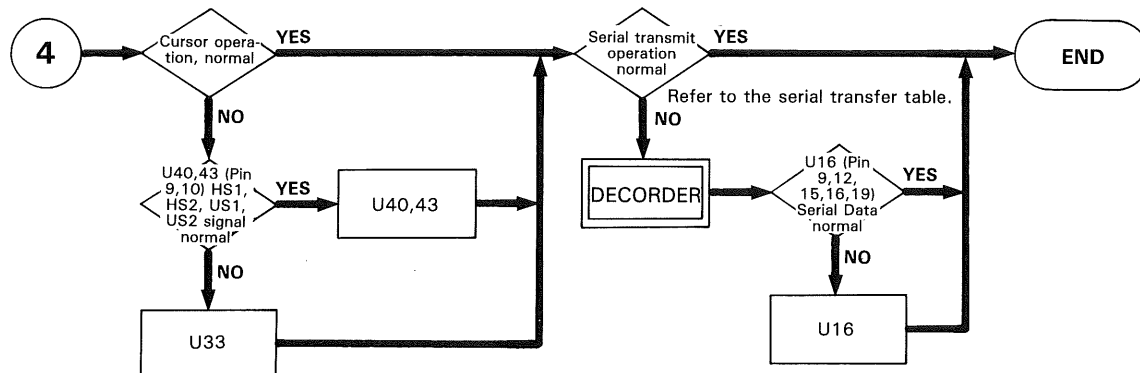 4
Cursor opera-
tion, normal
YES
NO
U40,43 (Pin
9,10) HS1,
HS2, US1,
US2 signal
normal
YES
U40,43
NO
U33
Serial transmit
operation
normal
YES
Refer to the serial transfer table.
NO
DECORDER
U16 (Pin
9,12,
15,16,19)
Serial Data
normal
YES
NO
U16
END